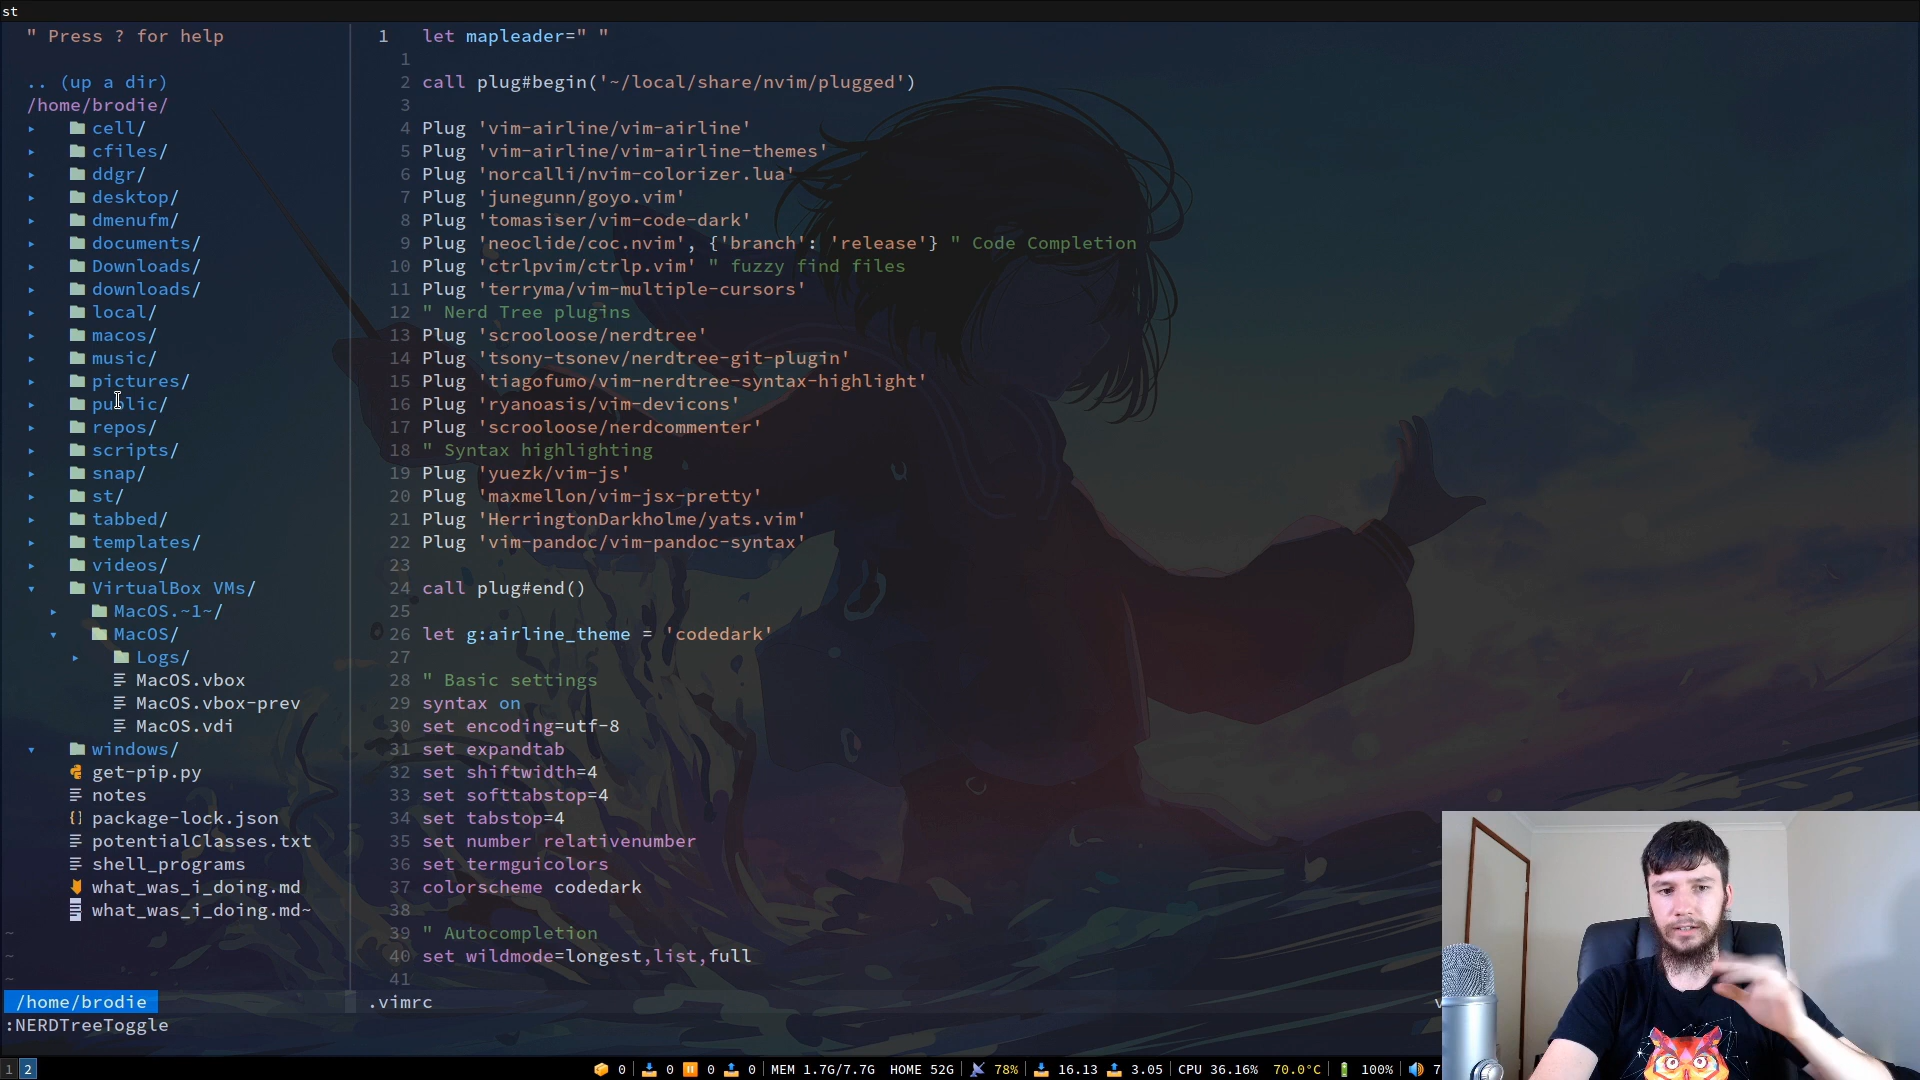 st
" Press ? for help
.. (up a dir)
/home/brodie/
cell/
cfiles/
ddgr/
desktop/
dmenufm/
documents/
Downloads/
downloads/
local/
macos/
music/
pictures/
public/
repos/
scripts/
snap/
st/
tabbed/
templates/
videos/
VirtualBox VMs/
MacOS.~1~/
MacOS/
Logs/
MacOS.vbox
MacOS.vbox-prev
MacOS.vdi
windows/
get-pip.py
notes
package-lock.json
potentialClasses.txt
shell_programs
what_was_i_doing.md
what_was_i_doing.md~
~
~
~
/home/brodie
:NERDTreeToggle
1 let mapleader=" "
1
2 call plug#begin('~/local/share/nvim/plugged')
3
4 Plug 'vim-airline/vim-airline'
5 Plug 'vim-airline/vim-airline-themes'
6 Plug 'norcalli/nvim-colorizer.lua'
7 Plug 'junegunn/goyo.vim'
8 Plug 'tomasiser/vim-code-dark'
9 Plug 'neoclide/coc.nvim', {'branch': 'release'} " Code Completion
10 Plug 'ctrlpvim/ctrlp.vim' " fuzzy find files
11 Plug 'terryma/vim-multiple-cursors'
12 " Nerd Tree plugins
13 Plug 'scrooloose/nerdtree'
14 Plug 'tsony-tsonev/nerdtree-git-plugin'
15 Plug 'tiagofumo/vim-nerdtree-syntax-highlight'
16 Plug 'ryanoasis/vim-devicons'
17 Plug 'scrooloose/nerdcommenter'
18 " Syntax highlighting
19 Plug 'yuezk/vim-js'
20 Plug 'maxmellon/vim-jsx-pretty'
21 Plug 'HerringtonDarkholme/yats.vim'
22 Plug 'vim-pandoc/vim-pandoc-syntax'
23
24 call plug#end()
25
26 let g:airline_theme = 'codedark'
27
28 " Basic settings
29 syntax on
30 set encoding=utf-8
31 set expandtab
32 set shiftwidth=4
33 set softtabstop=4
34 set tabstop=4
35 set number relativenumber
36 set termguicolors
37 colorscheme codedark
38
39 " Autocompletion
40 set wildmode=longest,list,full
41
.vimrc
1 2
0 | 0 0 0 | MEM 1.7G/7.7G HOME 52G | 78% | 16.13 3.05 | CPU 36.16% 70.0°C | 100% | 7